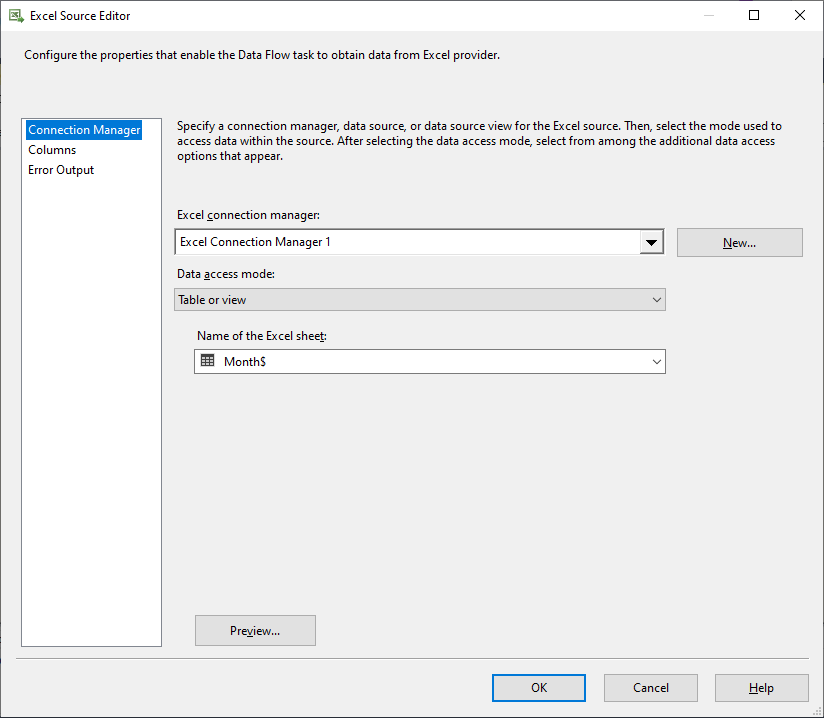 Excel Source Editor
Configure the properties that enable the Data Flow task to obtain data from Excel provider.
Connection Manager
Columns
Error Output
Specify a connection manager, data source, or data source view for the Excel source. Then, select the mode used to
access data within the source. After selecting the data access mode, select from among the additional data access
options that appear.
Excel connection manager:
Excel Connection Manager 1
New...
Data access mode:
Table or view
Name of the Excel sheet:
Month$
Preview...
OK
Cancel
Help